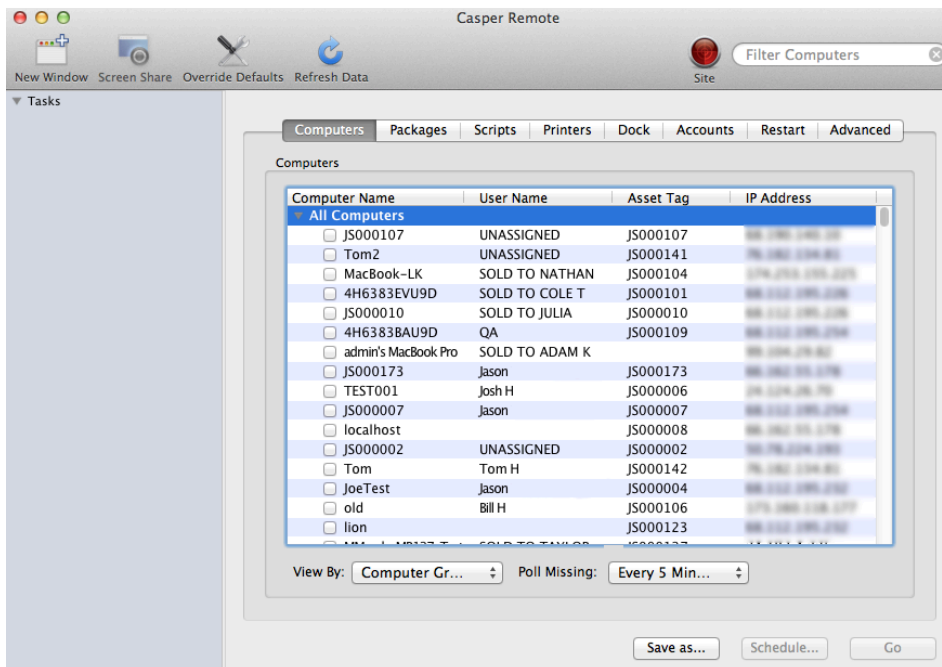 Casper Remote
New Window Screen Share Override Defaults Refresh Data Site Filter Computers
Tasks
Computers Packages Scripts Printers Dock Accounts Restart Advanced
Computers
Computer Name User Name Asset Tag IP Address
All Computers
JS000107 UNASSIGNED JS000107
Tom2 UNASSIGNED JS000141
MacBook-LK SOLD TO NATHAN JS000104
4H6383EVU9D SOLD TO COLE T JS000101
JS000010 SOLD TO JULIA JS000010
4H6383BAU9D QA JS000109
admin's MacBook Pro SOLD TO ADAM K
JS000173 Jason JS000173
TEST001 Josh H JS000006
JS000007 Jason JS000007
localhost JS000008
JS000002 UNASSIGNED JS000002
Tom Tom H JS000142
JoeTest Jason JS000004
old Bill H JS000106
lion JS000123
View By: Computer Gr... Poll Missing: Every 5 Min...
Save as... Schedule... Go